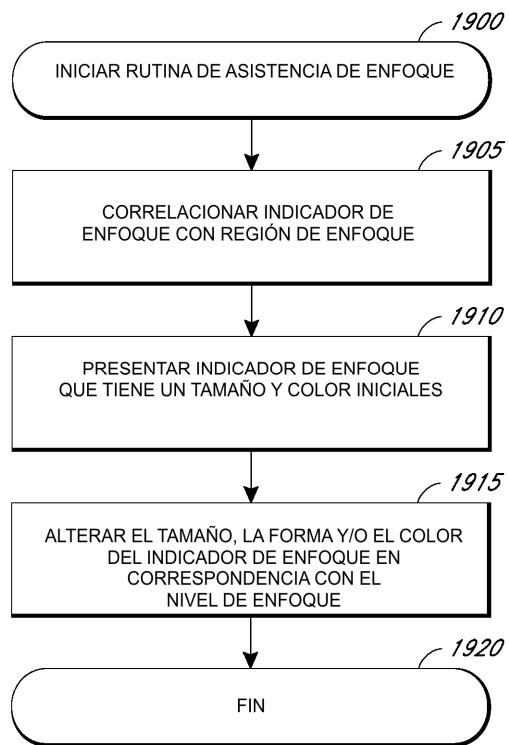 1900
INICIAR RUTINA DE ASISTENCIA DE ENFOQUE
1905
CORRELACIONAR INDICADOR DE
ENFOQUE CON REGIÓN DE ENFOQUE
1910
PRESENTAR INDICADOR DE ENFOQUE
QUE TIENE UN TAMAÑO Y COLOR INICIALES
1915
ALTERAR EL TAMAÑO, LA FORMA Y/O EL COLOR
DEL INDICADOR DE ENFOQUE EN
CORRESPONDENCIA CON EL
NIVEL DE ENFOQUE
1920
FIN